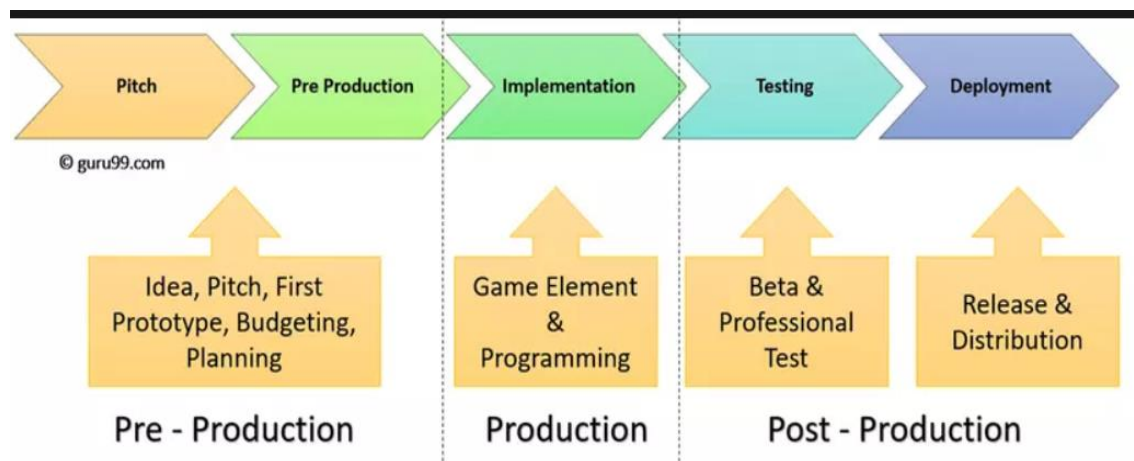 Pitch
Pre Production
Implementation
Testing
Deployment
© guru99.com
Idea, Pitch, First
Prototype, Budgeting,
Planning
Game Element
&
Programming
Beta &
Professional
Test
Release &
Distribution
Pre - Production
Production
Post - Production